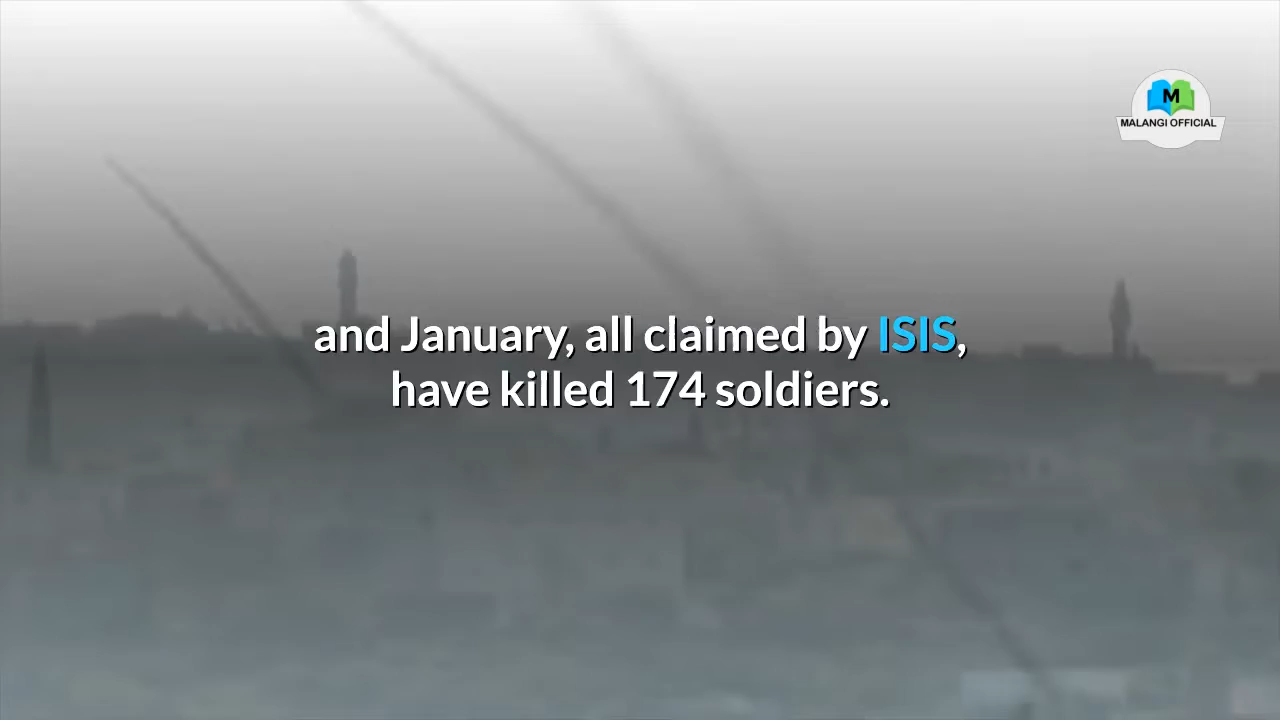 M
MALANGI OFFICIAL
and January, all claimed by ISIS,
have killed 174 soldiers.